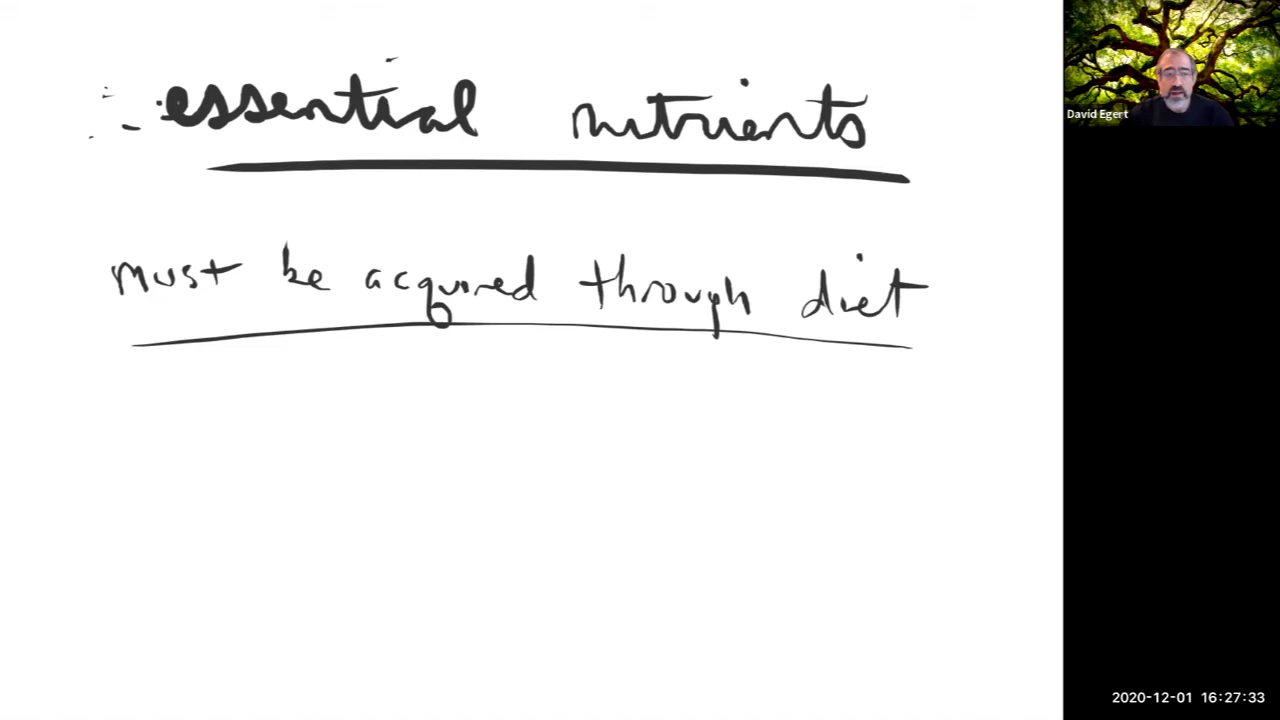 essential nutrients
must be acquired through diet
David Egert
2020-12-01 16:27:33